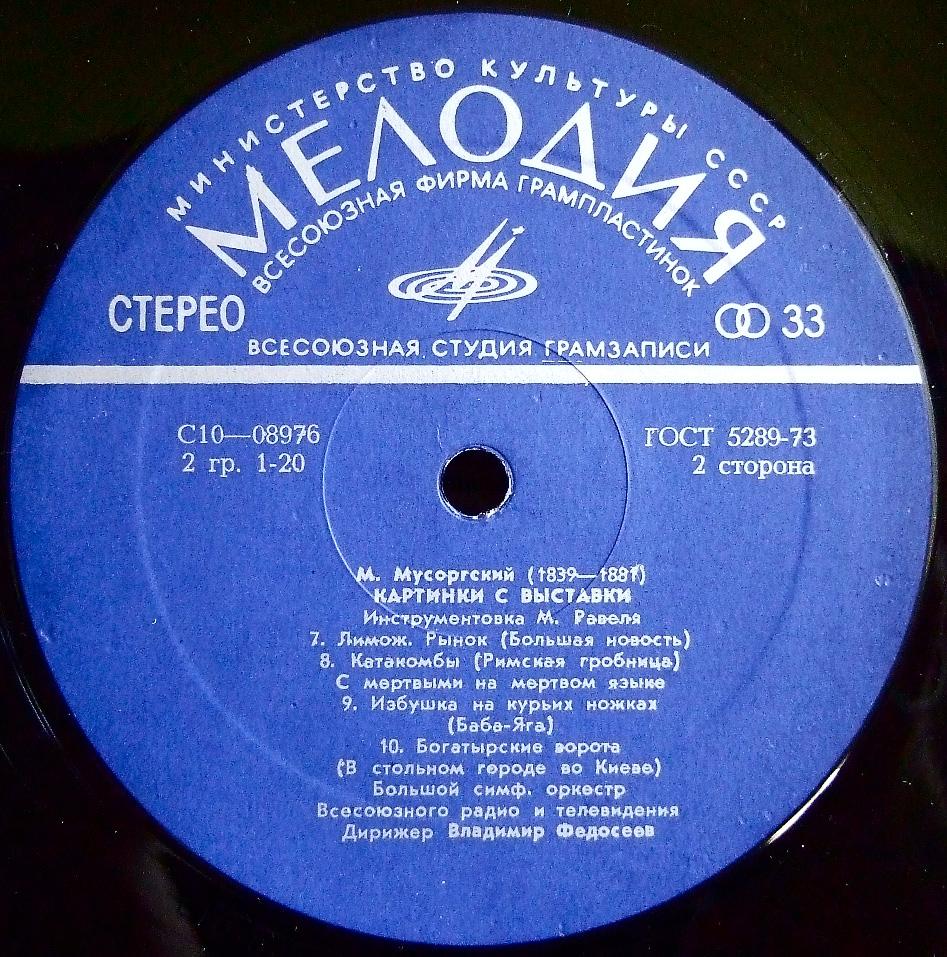 МИНИСТЕРСТВО КУЛЬТУРЫ СССР
МЕЛОДИЯ
ВСЕСОЮЗНАЯ ФИРМА ГРАМПЛАСТИНОК
СТЕРЕО
33
ВСЕСОЮЗНАЯ СТУДИЯ ГРАМЗАПИСИ
С10—08976
ГОСТ 5289-73
2 гр. 1-20
2 сторона
М. Мусоргский (1839—1881)
КАРТИНКИ С ВЫСТАВКИ
Инструментовка М. Равеля
7. Лимож. Рынок (Большая новость)
8. Катакомбы (Римская гробница)
С мертвыми на мертвом языке
9. Избушка на курьих ножках
(Баба-Яга)
10. Богатырские ворота
(В стольном городе во Киеве)
Большой симф. оркестр
Всесоюзного радио и телевидения
Дирижер Владимир Федосеев